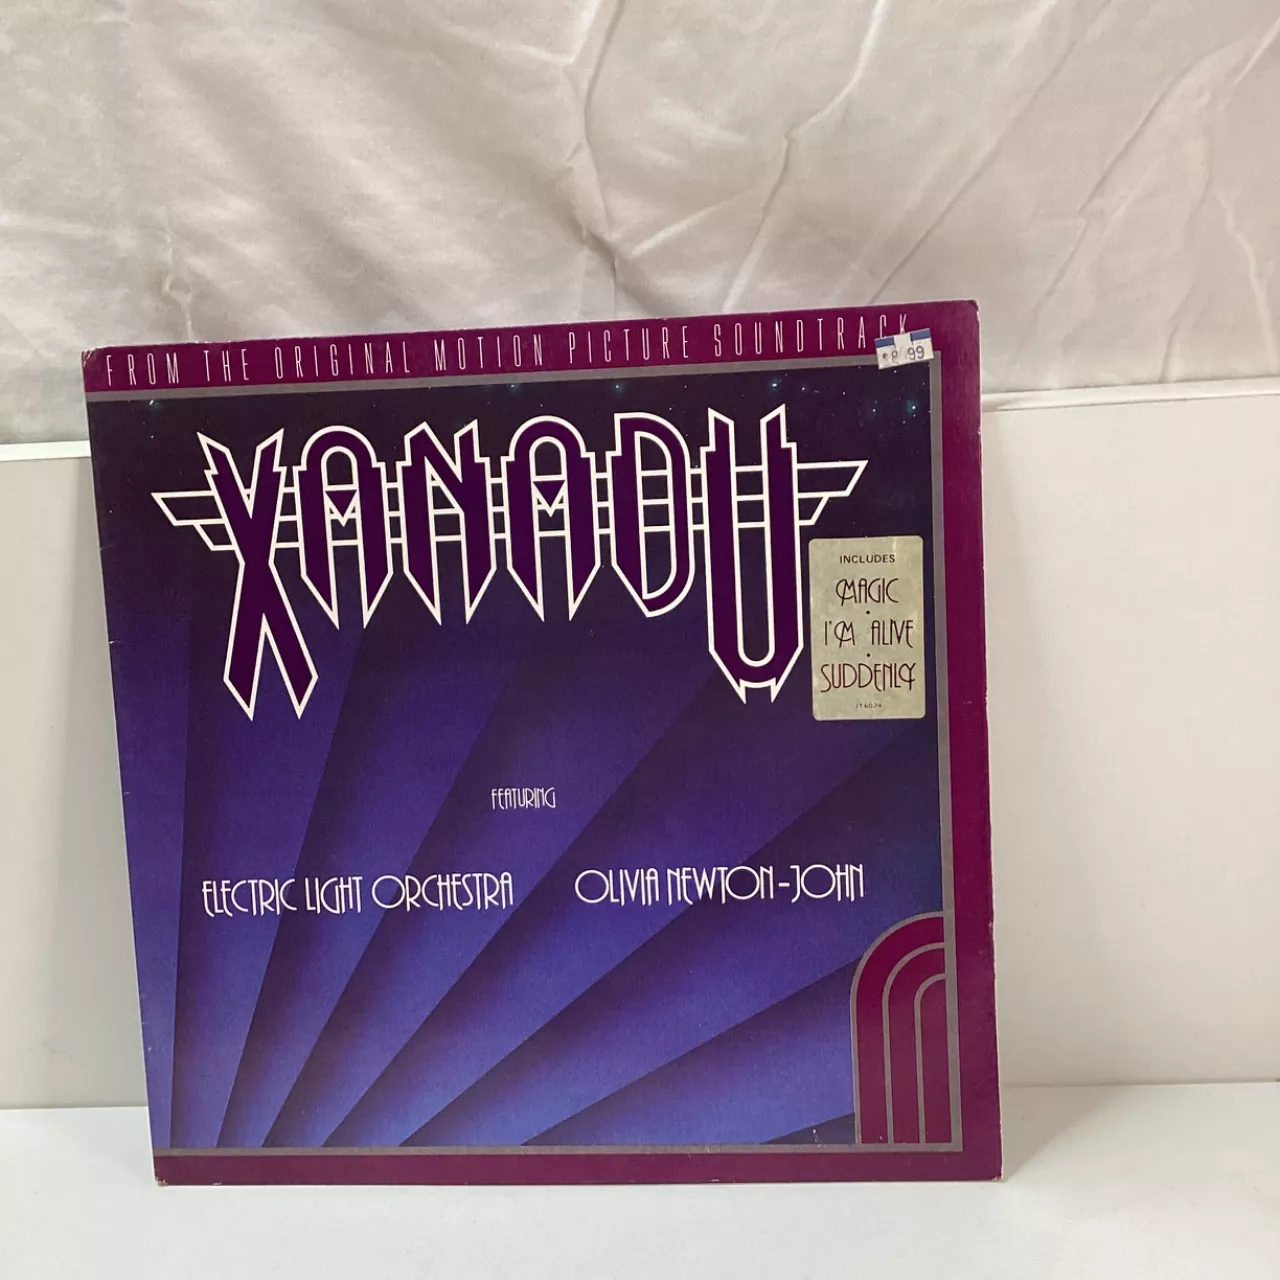 FROM THE ORIGINAL MOTION PICTURE SOUNDTRACK
XANADU
INCLUDES
MAGIC
•
I'M ALIVE
•
SUDDENLY
FEATURING
ELECTRIC LIGHT ORCHESTRA OLIVIA NEWTON-JOHN